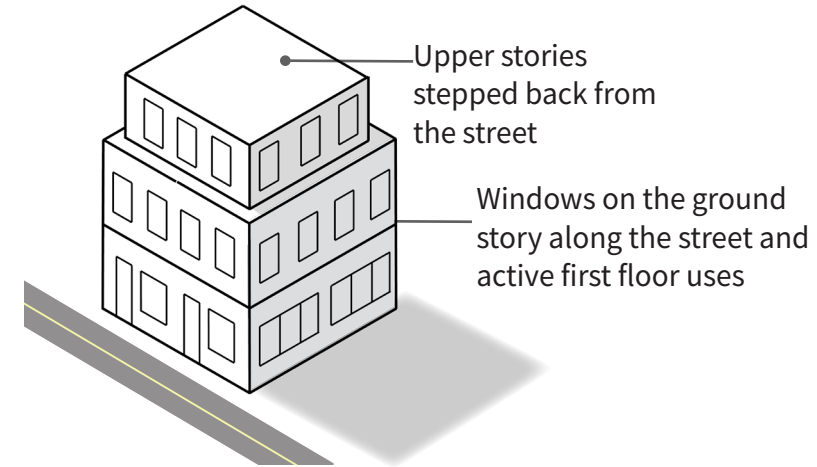 Upper stories
stepped back from
the street
Windows on the ground
story along the street and
active first floor uses